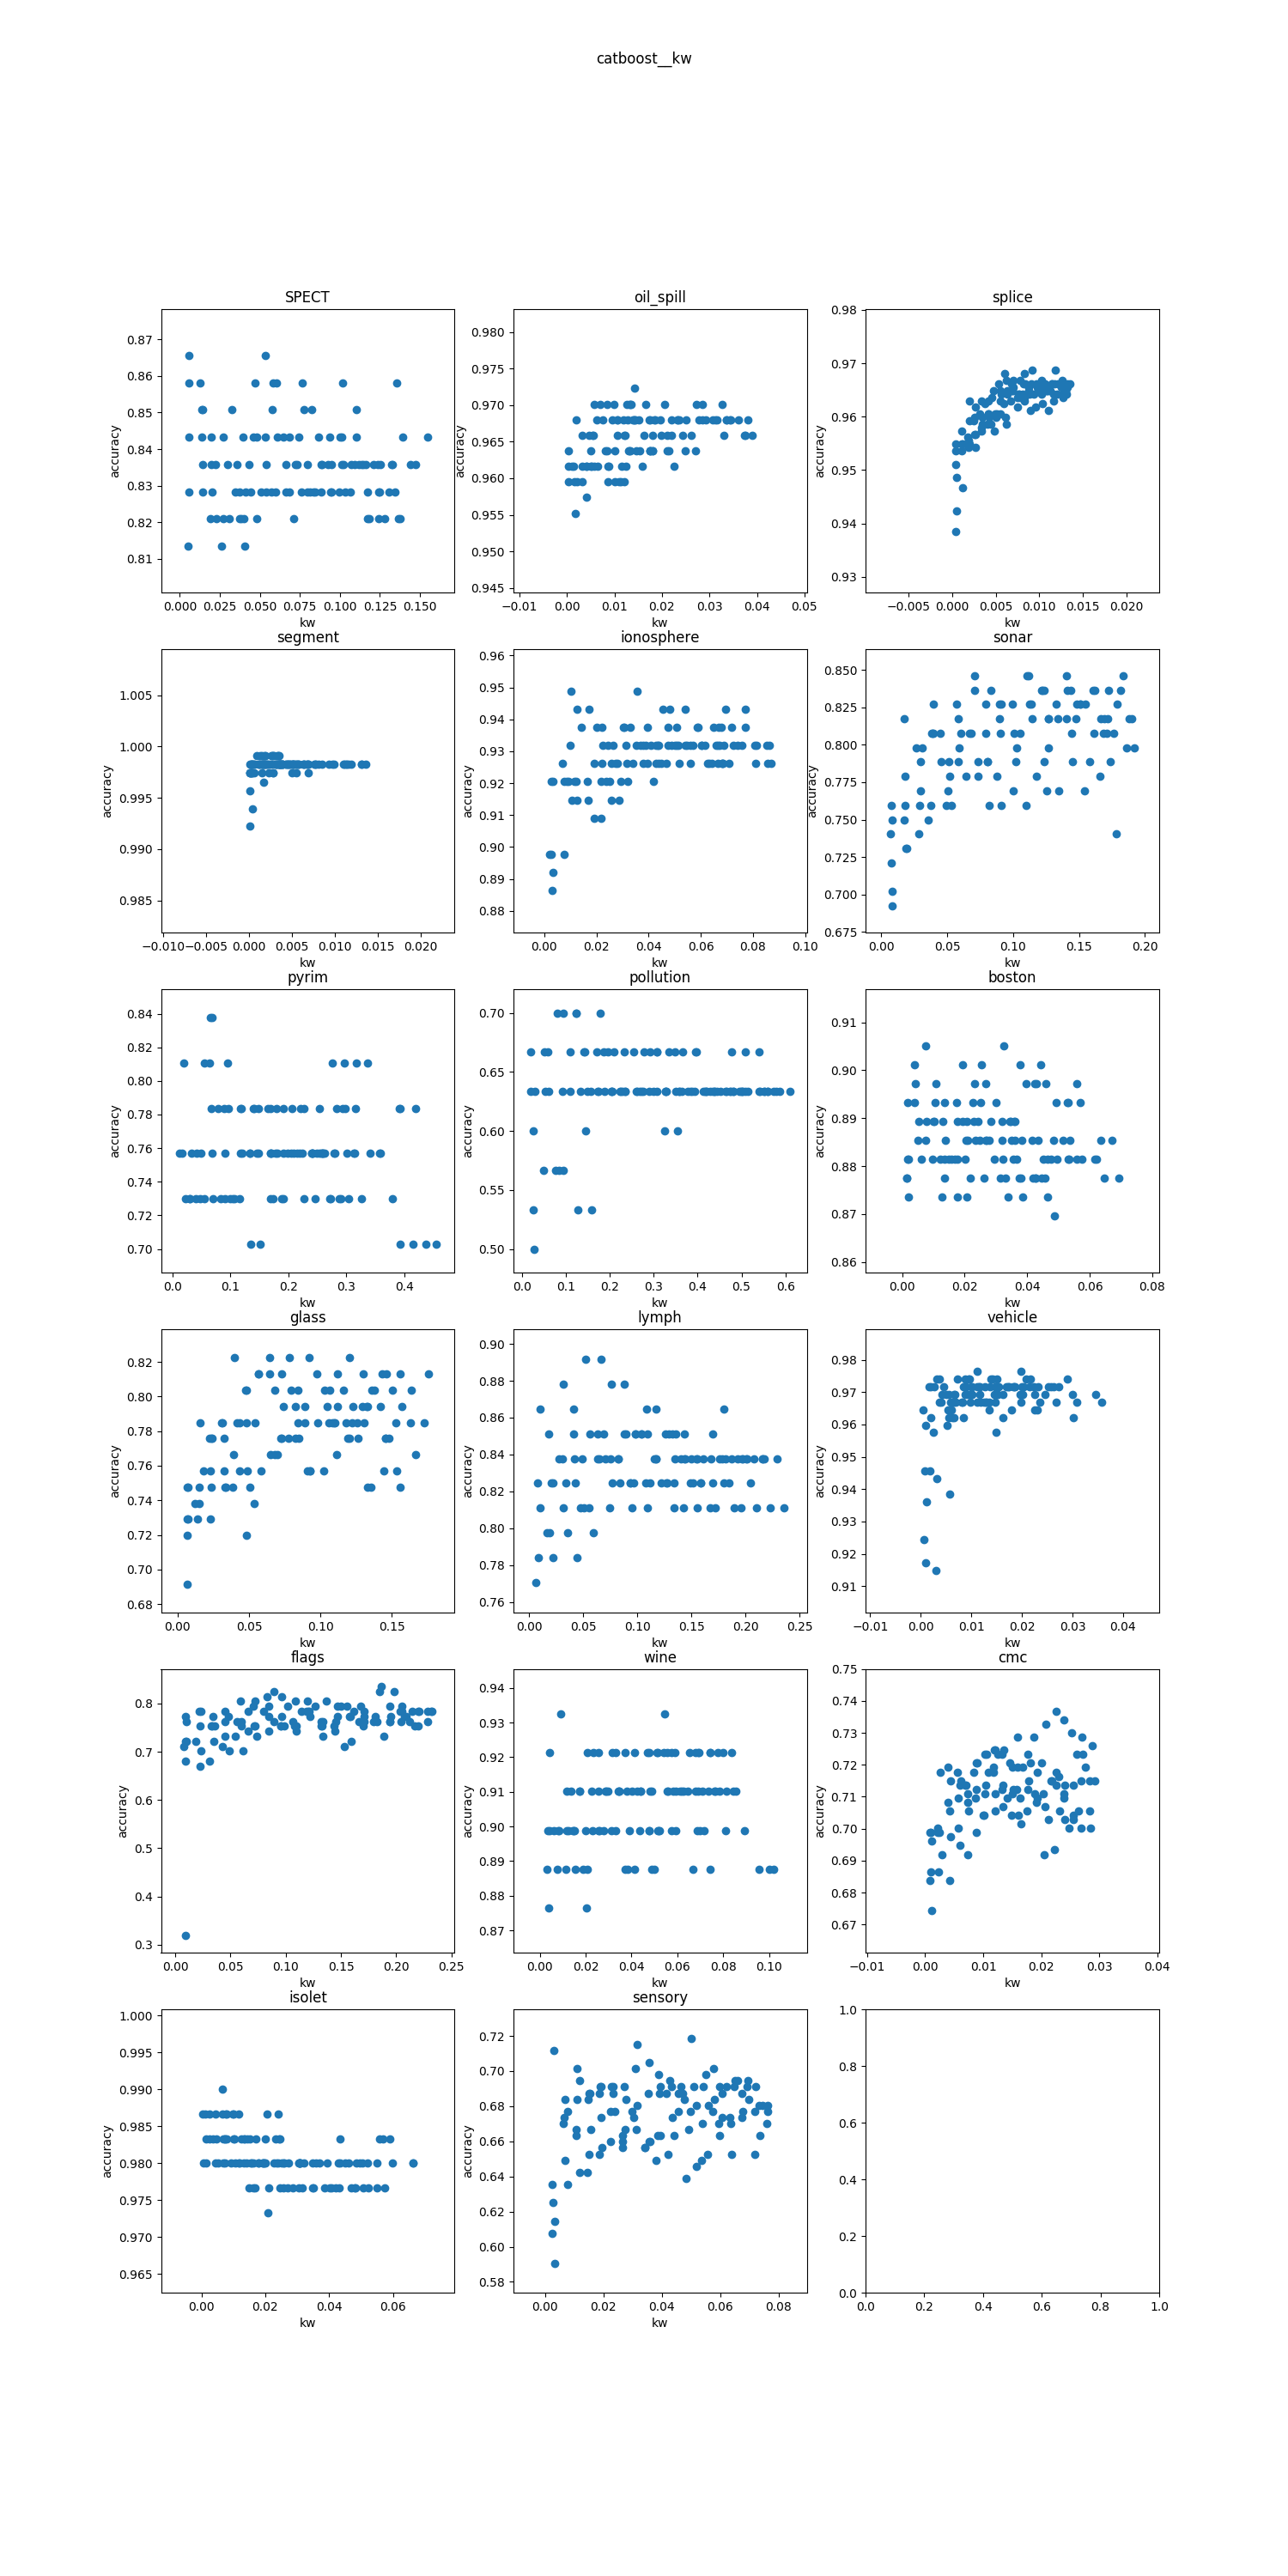 catboost__kw
SPECT
0.87
0.86
0.85
0.84
0.83
0.82
0.81
accuracy
0.000 0.025 0.050 0.075 0.100 0.125 0.150
kw
oil_spill
0.980
0.975
0.970
0.965
0.960
0.955
0.950
0.945
accuracy
−0.01 0.00 0.01 0.02 0.03 0.04 0.05
kw
splice
0.98
0.97
0.96
0.95
0.94
0.93
accuracy
−0.005 0.000 0.005 0.010 0.015 0.020
kw
segment
1.005
1.000
0.995
0.990
0.985
accuracy
−0.010 −0.005 0.000 0.005 0.010 0.015 0.020
kw
ionosphere
0.96
0.95
0.94
0.93
0.92
0.91
0.90
0.89
0.88
accuracy
0.00 0.02 0.04 0.06 0.08 0.10
kw
sonar
0.850
0.825
0.800
0.775
0.750
0.725
0.700
0.675
accuracy
0.00 0.05 0.10 0.15 0.20
kw
pyrim
0.84
0.82
0.80
0.78
0.76
0.74
0.72
0.70
accuracy
0.0 0.1 0.2 0.3 0.4
kw
pollution
0.70
0.65
0.60
0.55
0.50
accuracy
0.0 0.1 0.2 0.3 0.4 0.5 0.6
kw
boston
0.91
0.90
0.89
0.88
0.87
0.86
accuracy
0.00 0.02 0.04 0.06 0.08
kw
glass
0.82
0.80
0.78
0.76
0.74
0.72
0.70
0.68
accuracy
0.00 0.05 0.10 0.15
kw
lymph
0.90
0.88
0.86
0.84
0.82
0.80
0.78
0.76
accuracy
0.00 0.05 0.10 0.15 0.20 0.25
kw
vehicle
0.98
0.97
0.96
0.95
0.94
0.93
0.92
0.91
accuracy
−0.01 0.00 0.01 0.02 0.03 0.04
kw
flags
0.8
0.7
0.6
0.5
0.4
0.3
accuracy
0.00 0.05 0.10 0.15 0.20 0.25
kw
wine
0.94
0.93
0.92
0.91
0.90
0.89
0.88
0.87
accuracy
0.00 0.02 0.04 0.06 0.08 0.10
kw
cmc
0.75
0.74
0.73
0.72
0.71
0.70
0.69
0.68
0.67
accuracy
−0.01 0.00 0.01 0.02 0.03 0.04
kw
isolet
1.000
0.995
0.990
0.985
0.980
0.975
0.970
0.965
accuracy
0.00 0.02 0.04 0.06
kw
sensory
0.72
0.70
0.68
0.66
0.64
0.62
0.60
0.58
accuracy
0.00 0.02 0.04 0.06 0.08
kw
1.0
0.8
0.6
0.4
0.2
0.0
0.0 0.2 0.4 0.6 0.8 1.0